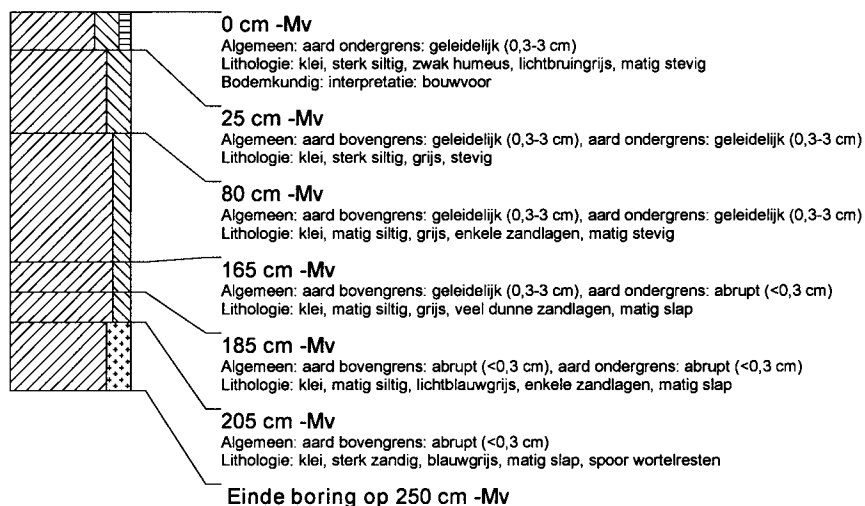 0 cm -Mv
Algemeen: aard ondergrens: geleidelijk (0,3-3 cm)
Lithologie: klei, sterk siltig, zwak humeus, lichtbruingrijs, matig stevig
Bodemkundig: interpretatie: bouwvoor
25 cm -Mv
Algemeen: aard bovengrens: geleidelijk (0,3-3 cm), aard ondergrens: geleidelijk (0,3-3 cm)
Lithologie: klei, sterk siltig, grijs, stevig
80 cm -Mv
Algemeen: aard bovengrens: geleidelijk (0,3-3 cm), aard ondergrens: geleidelijk (0,3-3 cm)
Lithologie: klei, matig siltig, grijs, enkele zandlagen, matig stevig
165 cm -Mv
Algemeen: aard bovengrens: geleidelijk (0,3-3 cm), aard ondergrens: abrupt (<0,3 cm)
Lithologie: klei, matig siltig, grijs, veel dunne zandlagen, matig slap
185 cm -Mv
Algemeen: aard bovengrens: abrupt (<0,3 cm), aard ondergrens: abrupt (<0,3 cm)
Lithologie: klei, matig siltig, lichtblauwgrijs, enkele zandlagen, matig slap
205 cm -Mv
Algemeen: aard bovengrens: abrupt (<0,3 cm)
Lithologie: klei, sterk zandig, blauwgrijs, matig slap, spoor wortelresten
Einde boring op 250 cm -Mv